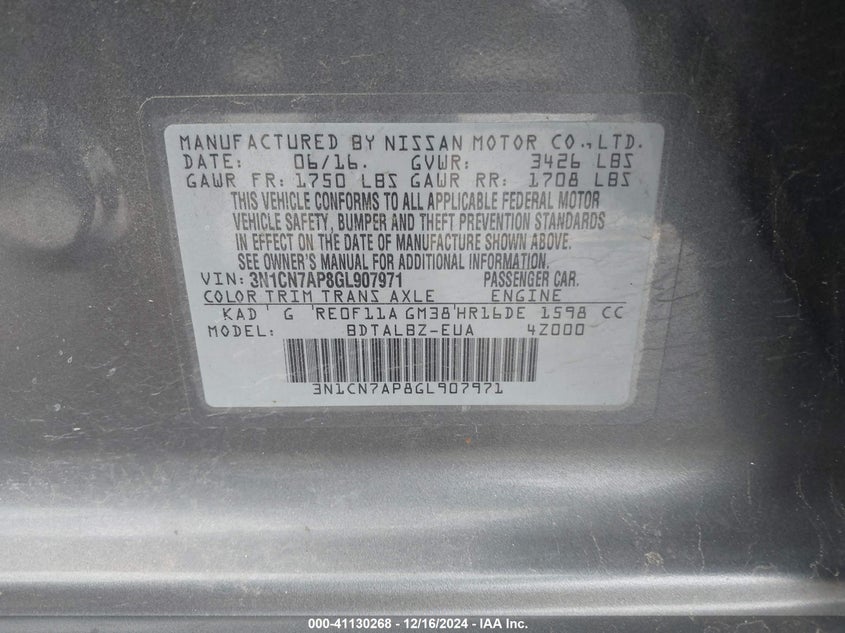 MANUFACTURED BY NISSAN MOTOR CO., LTD.
DATE: 06/16. GVWR: 3426 LBS
GAWR FR: 1750 LBS GAWR RR: 1708 LBS
THIS VEHICLE CONFORMS TO ALL APPLICABLE FEDERAL MOTOR
VEHICLE SAFETY, BUMPER AND THEFT PREVENTION STANDARDS
IN EFFECT ON THE DATE OF MANUFACTURE SHOWN ABOVE.
SEE OWNER'S MANUAL FOR ADDITIONAL INFORMATION.
VIN: 3N1CN7AP8GL907971 PASSENGER CAR.
COLOR TRIM TRANS AXLE ENGINE
KAD G RE0F11A GM38 HR16DE 1598 CC
MODEL: BDTALBZ-EUA 4Z000
3N1CN7AP8GL907971
000-41130268 - 12/16/2024 - IAA Inc.